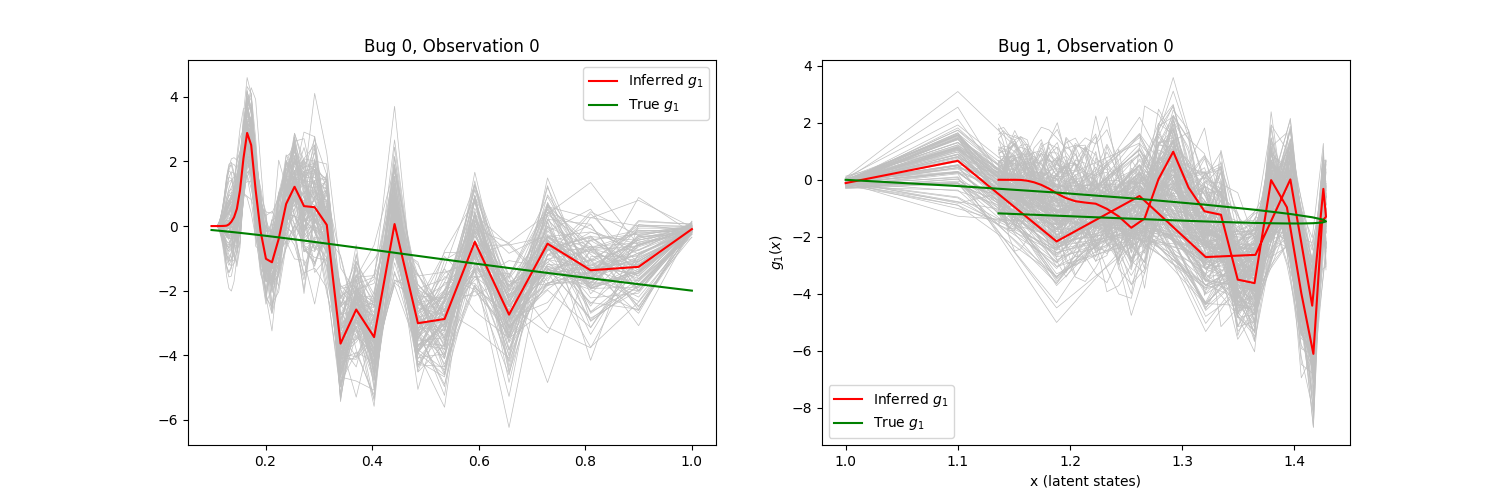 Bug 0, Observation 0
Inferred g₁
True g₁
4
2
0
−2
−4
−6
0.2
0.4
0.6
0.8
1.0
Bug 1, Observation 0
g₁(x)
4
2
0
−2
−4
−6
−8
Inferred g₁
True g₁
1.0
1.1
1.2
1.3
1.4
x (latent states)